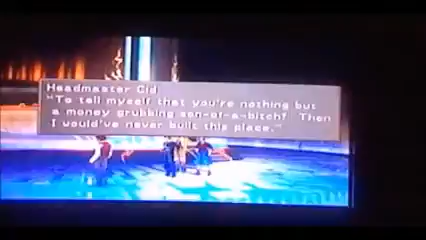 Headmaster Cid
“To tell myself that you're nothing but
a money grubbing son-of-a-bitch? Then
I would've never built this place.”